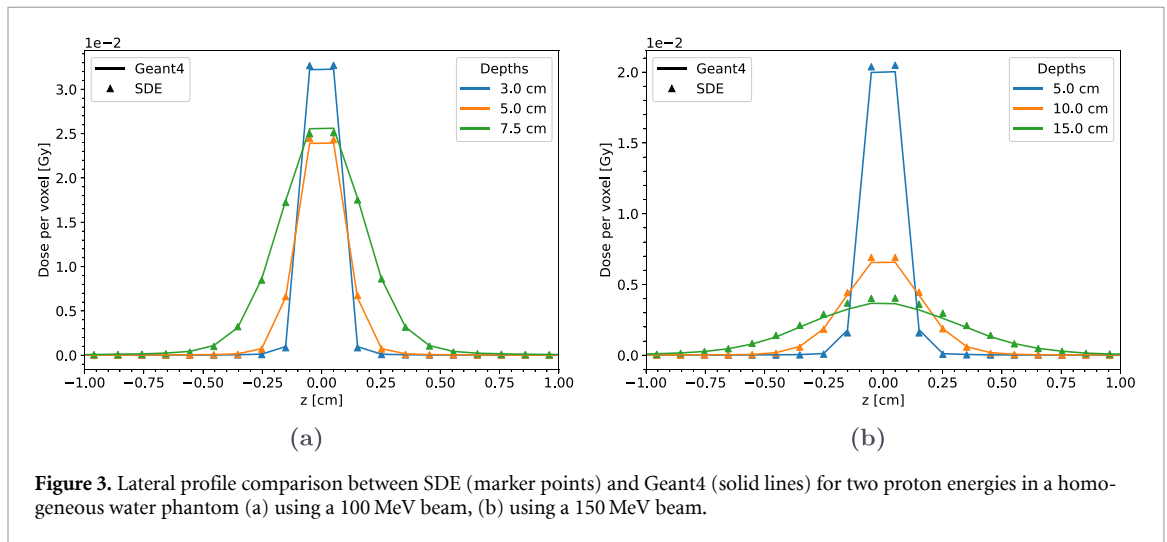 1e-2
Geant4
SDE
Depths
3.0 cm
5.0 cm
7.5 cm
Dose per voxel [Gy]
3.0
2.5
2.0
1.5
1.0
0.5
0.0
−1.00 −0.75 −0.50 −0.25 0.00 0.25 0.50 0.75 1.00
z [cm]
(a)
1e-2
Geant4
SDE
Depths
5.0 cm
10.0 cm
15.0 cm
Dose per voxel [Gy]
2.0
1.5
1.0
0.5
0.0
−1.00 −0.75 −0.50 −0.25 0.00 0.25 0.50 0.75 1.00
z [cm]
(b)
Figure 3. Lateral profile comparison between SDE (marker points) and Geant4 (solid lines) for two proton energies in a homo-
geneous water phantom (a) using a 100 MeV beam, (b) using a 150 MeV beam.